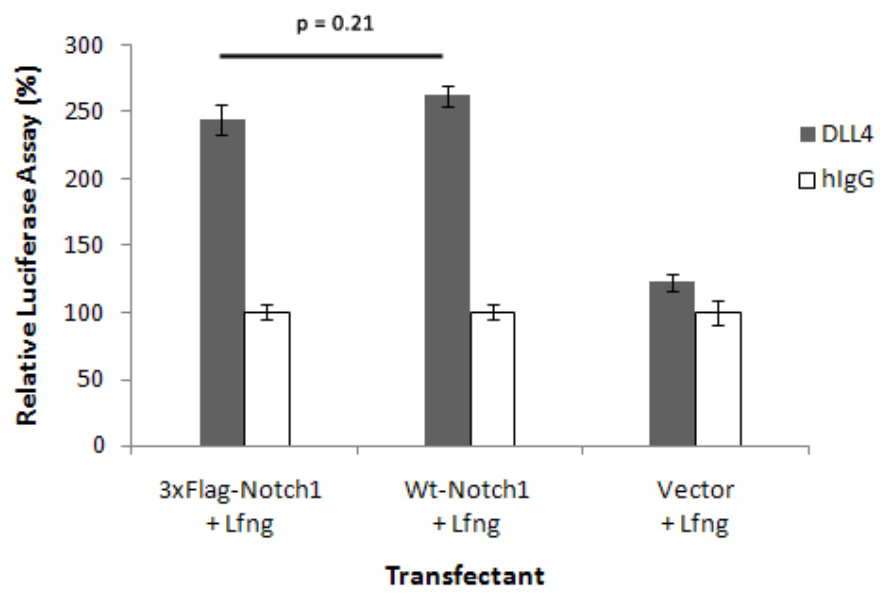 p = 0.21
Relative Luciferase Assay (%)
300
250
200
150
100
50
0
DLL4
hIgG
3xFlag-Notch1
+ Lfng
Wt-Notch1
+ Lfng
Vector
+ Lfng
Transfectant